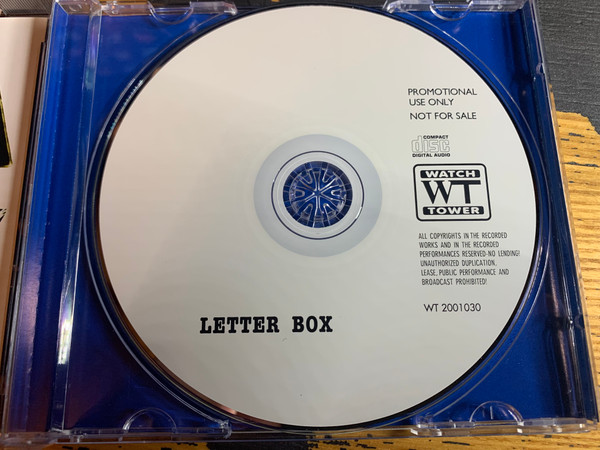 PROMOTIONAL
USE ONLY
NOT FOR SALE
COMPACT
disc
DIGITAL AUDIO
WATCH
WT
TOWER
ALL COPYRIGHTS IN THE RECORDED
WORKS AND IN THE RECORDED
PERFORMANCES RESERVED-NO LENDING!
UNAUTHORIZED DUPLICATION,
LEASE, PUBLIC PERFORMANCE AND
BROADCAST PROHIBITED!
WT 2001030
LETTER BOX